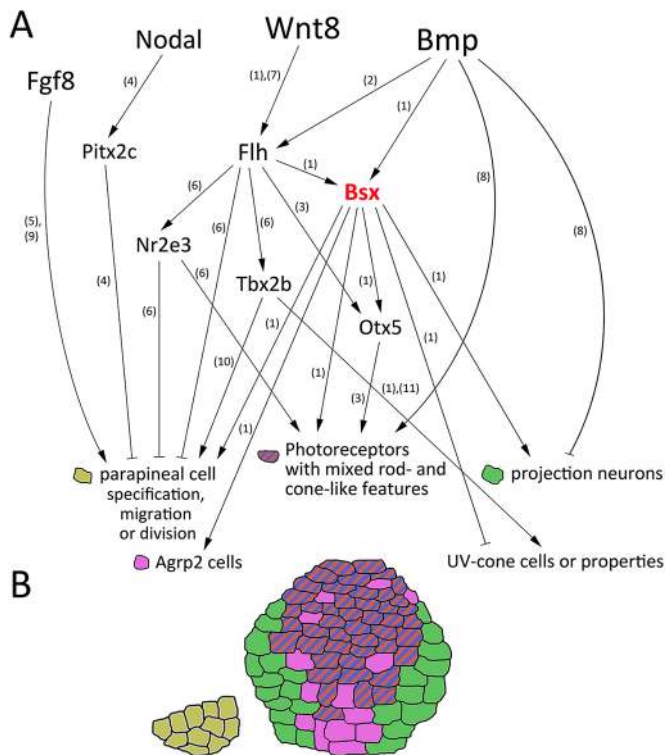 A
Nodal
Wnt8
Bmp
Fgf8
(4)
(1),(7)
(2)
(1)
Pitx2c
Flh
(1)
(8)
(6)
Bsx
(5),
(9)
(6)
(6)
(3)
(8)
Nr2e3
(4)
(6)
(6)
Tbx2b
(1)
(1)
(1)
Otx5
(1)
(10)
(1)
(3)
(1),(11)
(1)
parapineal cell
specification,
migration
or division
Photoreceptors
with mixed rod- and
cone-like features
projection neurons
Agrp2 cells
UV-cone cells or properties
B